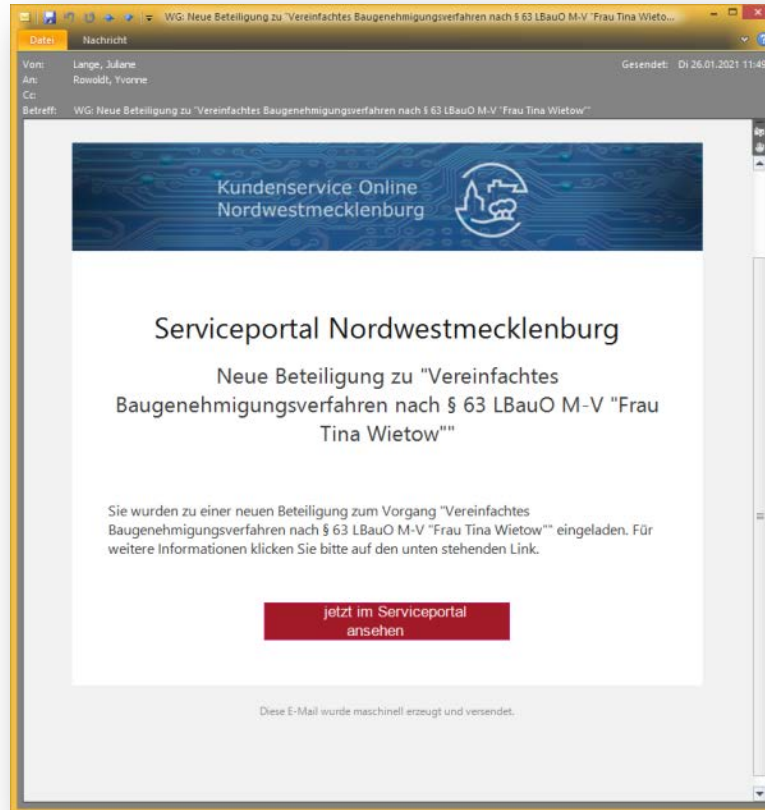 WG: Neue Beteiligung zu "Vereinfachtes Baugenehmigungsverfahren nach § 63 LBauO M-V "Frau Tina Wieto...
Datei Nachricht
Von: Lange, Juliane Gesendet: Di 26.01.2021 11:49
An: Rowoldt, Yvonne
Cc:
Betreff: WG: Neue Beteiligung zu "Vereinfachtes Baugenehmigungsverfahren nach § 63 LBauO M-V "Frau Tina Wietow""
Kundenservice Online
Nordwestmecklenburg
Serviceportal Nordwestmecklenburg
Neue Beteiligung zu "Vereinfachtes
Baugenehmigungsverfahren nach § 63 LBauO M-V "Frau
Tina Wietow""
Sie wurden zu einer neuen Beteiligung zum Vorgang "Vereinfachtes
Baugenehmigungsverfahren nach § 63 LBauO M-V "Frau Tina Wietow"" eingeladen. Für
weitere Informationen klicken Sie bitte auf den unten stehenden Link.
jetzt im Serviceportal
ansehen
Diese E-Mail wurde maschinell erzeugt und versendet.